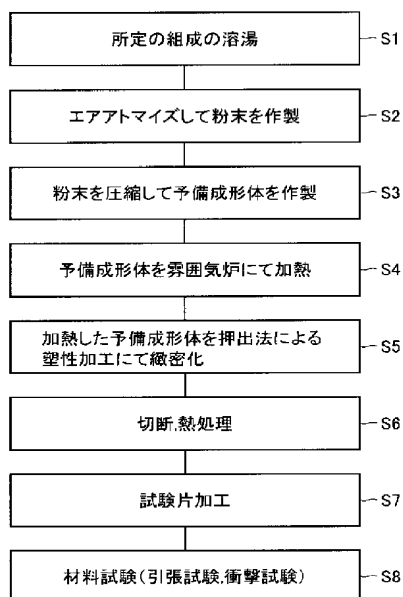 所定の組成の溶湯 S1
エアアトマイズして粉末を作製 S2
粉末を圧縮して予備成形体を作製 S3
予備成形体を雰囲気炉にて加熱 S4
加熱した予備成形体を押出法による
塑性加工にて緻密化 S5
切断,熱処理 S6
試験片加工 S7
材料試験(引張試験,衝撃試験) S8